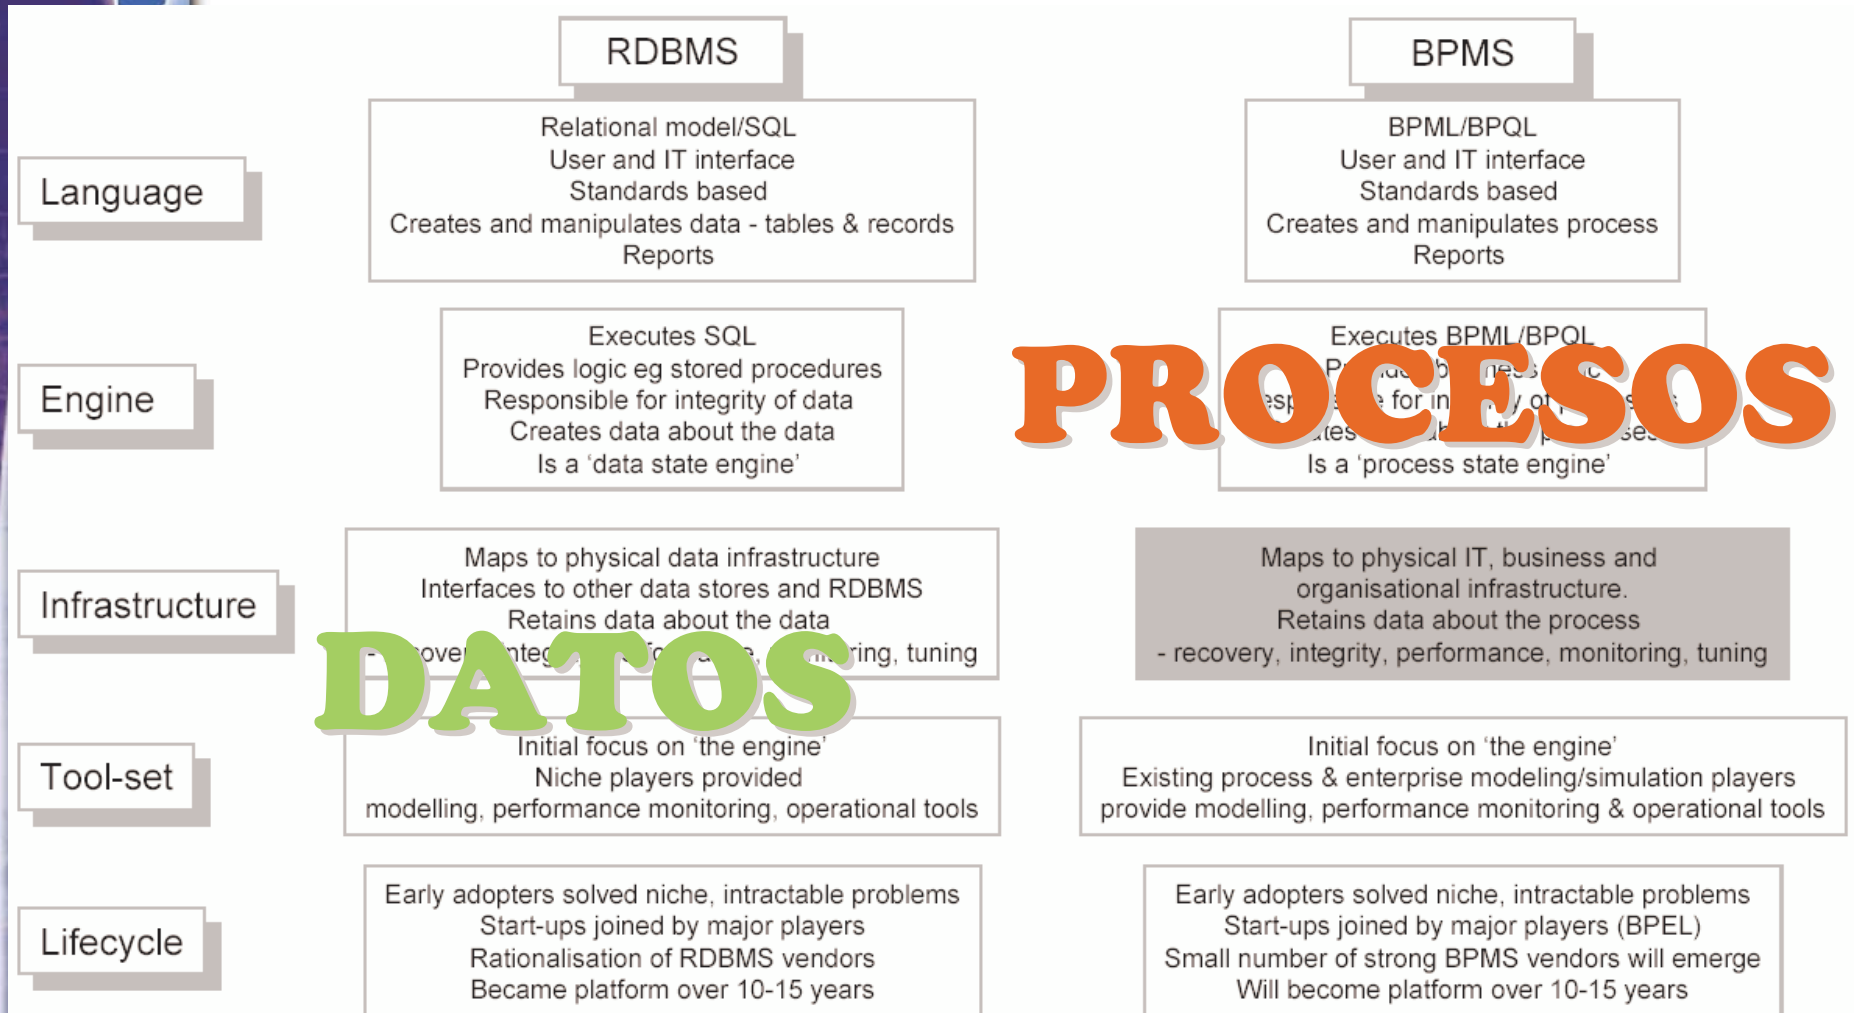 RDBMS
BPMS
Language
Relational model/SQL
User and IT interface
Standards based
Creates and manipulates data - tables & records
Reports
BPML/BPQL
User and IT interface
Standards based
Creates and manipulates process
Reports
Engine
Executes SQL
Provides logic eg stored procedures
Responsible for integrity of data
Creates data about the data
Is a ‘data state engine’
Executes BPML/BPQL
for
Is a ‘process state engine’
PROCESOS
Infrastructure
Maps to physical data infrastructure
Interfaces to other data stores and RDBMS
Retains data about the data
tuning
Maps to physical IT, business and
organisational infrastructure.
Retains data about the process
- recovery, integrity, performance, monitoring, tuning
DATOS
Tool-set
Initial focus on ‘the engine’
Niche players provided
modelling, performance monitoring, operational tools
Initial focus on ‘the engine’
Existing process & enterprise modeling/simulation players
provide modelling, performance monitoring & operational tools
Lifecycle
Early adopters solved niche, intractable problems
Start-ups joined by major players
Rationalisation of RDBMS vendors
Became platform over 10-15 years
Early adopters solved niche, intractable problems
Start-ups joined by major players (BPEL)
Small number of strong BPMS vendors will emerge
Will become platform over 10-15 years